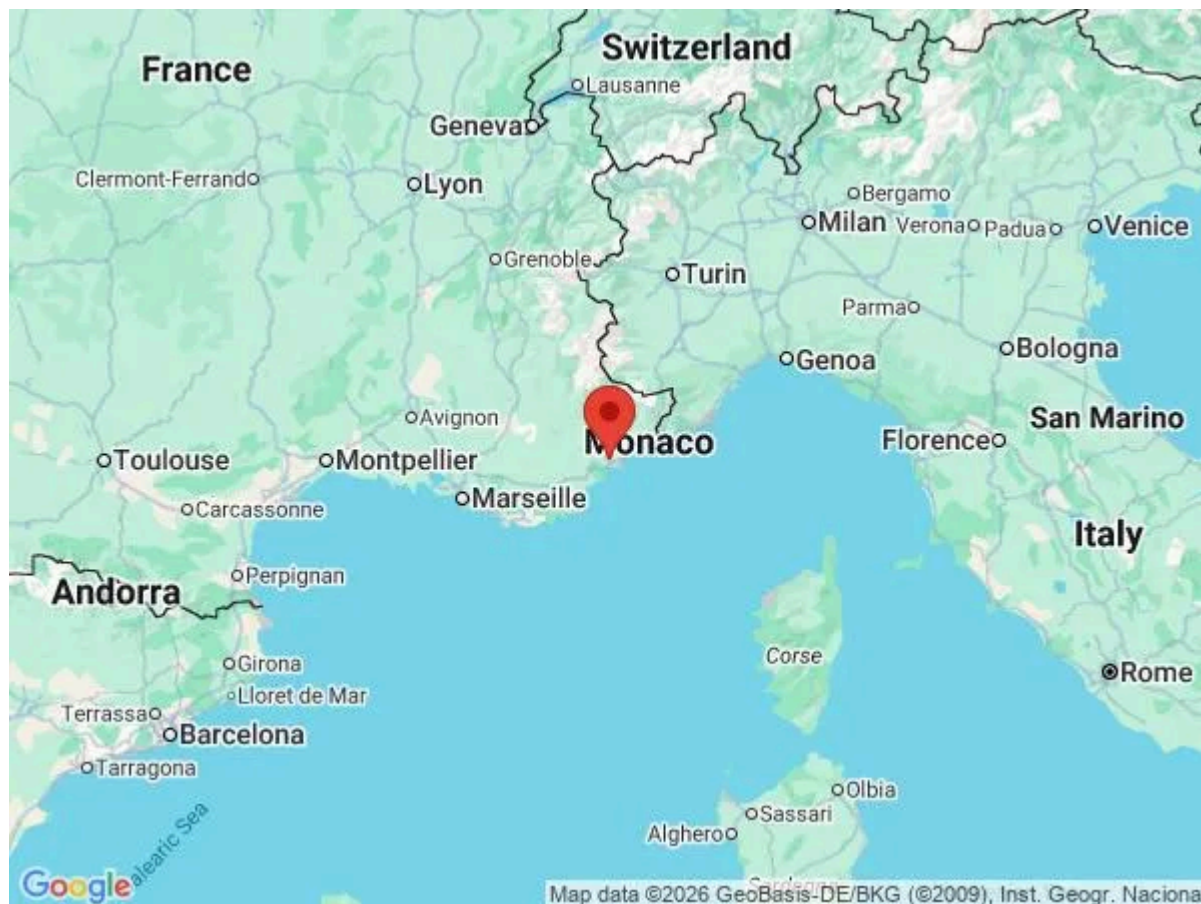 Switzerland
France
Lausanne
Geneva
Clermont-Ferrand
Lyon
Bergamo
Milan
Verona
Padua
Venice
Grenoble
Turin
Parma
Genoa
Bologna
Avignon
San Marino
Monaco
Florence
Toulouse
Montpellier
Marseille
Carcassonne
Italy
Perpignan
Andorra
Corse
Girona
Rome
Lloret de Mar
Terrassa
Barcelona
Tarragona
Olbia
Sassari
Alghero
alearic Sea
Google
Map data ©2026 GeoBasis-DE/BKG (©2009), Inst. Geogr. Naciona